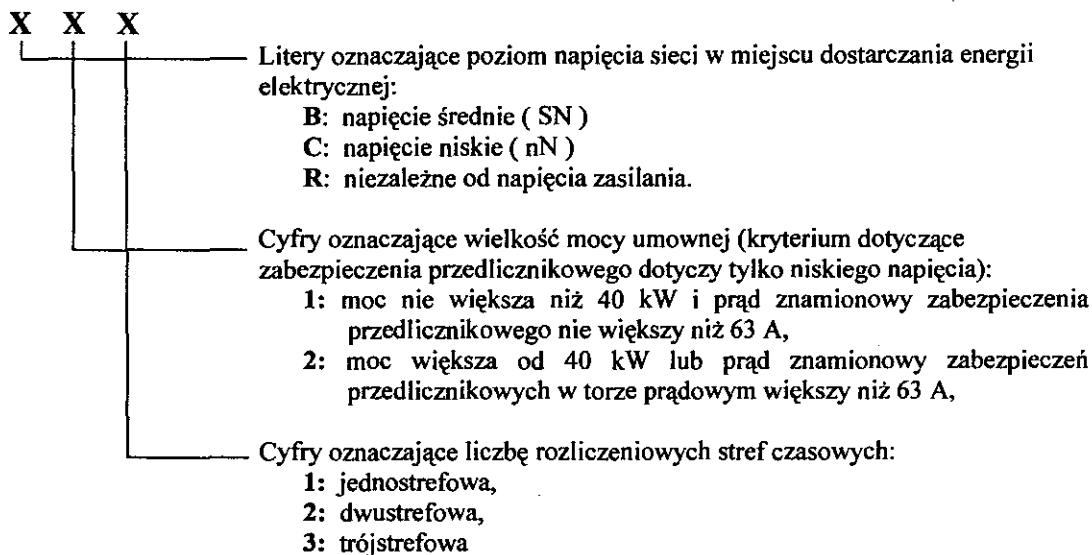 X X X
Litery oznaczające poziom napięcia sieci w miejscu dostarczania energii
elektrycznej:
B: napięcie średnie ( SN )
C: napięcie niskie ( nN )
R: niezależne od napięcia zasilania.
Cyfry oznaczające wielkość mocy umownej (kryterium dotyczące
zabezpieczenia przedlicznikowego dotyczy tylko niskiego napięcia):
1: moc nie większa niż 40 kW i prąd znamionowy zabezpieczenia
przedlicznikowego nie większy niż 63 A,
2: moc większa od 40 kW lub prąd znamionowy zabezpieczeń
przedlicznikowych w torze prądowym większy niż 63 A,
Cyfry oznaczające liczbę rozliczeniowych stref czasowych:
1: jednostrefowa,
2: dwustrefowa,
3: trójstrefowa